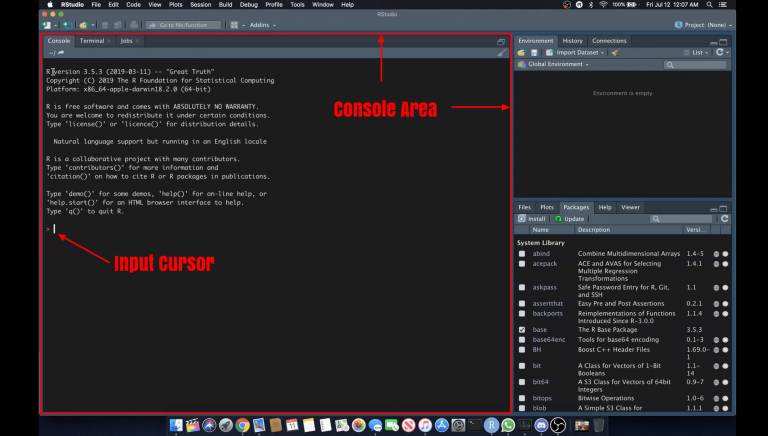 RStudio File Edit Code View Plots Session Build Debug Profile Tools Window Help 100% Fri Jul 12 12:07 AM
RStudio
Go to file/function Addins Project: (None)
Console Terminal Jobs
~/
R version 3.5.3 (2019-03-11) -- "Great Truth"
Copyright (C) 2019 The R Foundation for Statistical Computing
Platform: x86_64-apple-darwin18.2.0 (64-bit)
R is free software and comes with ABSOLUTELY NO WARRANTY.
You are welcome to redistribute it under certain conditions.
Type 'license()' or 'licence()' for distribution details.
Natural language support but running in an English locale
R is a collaborative project with many contributors.
Type 'contributors()' for more information and
'citation()' on how to cite R or R packages in publications.
Type 'demo()' for some demos, 'help()' for on-line help, or
'help.start()' for an HTML browser interface to help.
Type 'q()' to quit R.
>
Console Area
Input Cursor
Environment History Connections
Import Dataset List
Global Environment
Environment is empty
Files Plots Packages Help Viewer
Install Update
Name Description Versi...
System Library
abind Combine Multidimensional Arrays 1.4-5
acepack ACE and AVAS for Selecting Multiple Regression Transformations 1.4.1
askpass Safe Password Entry for R, Git, and SSH 1.1
assertthat Easy Pre and Post Assertions 0.2.1
backports Reimplementations of Functions Introduced Since R-3.0.0 1.1.4
base The R Base Package 3.5.3
base64enc Tools for base64 encoding 0.1-3
BH Boost C++ Header Files 1.69.0-1
bit A Class for Vectors of 1-Bit Booleans 1.1-14
bit64 A S3 Class for Vectors of 64bit Integers 0.9-7
bitops Bitwise Operations 1.0-6
blob A Simple S3 Class for 1.1.1